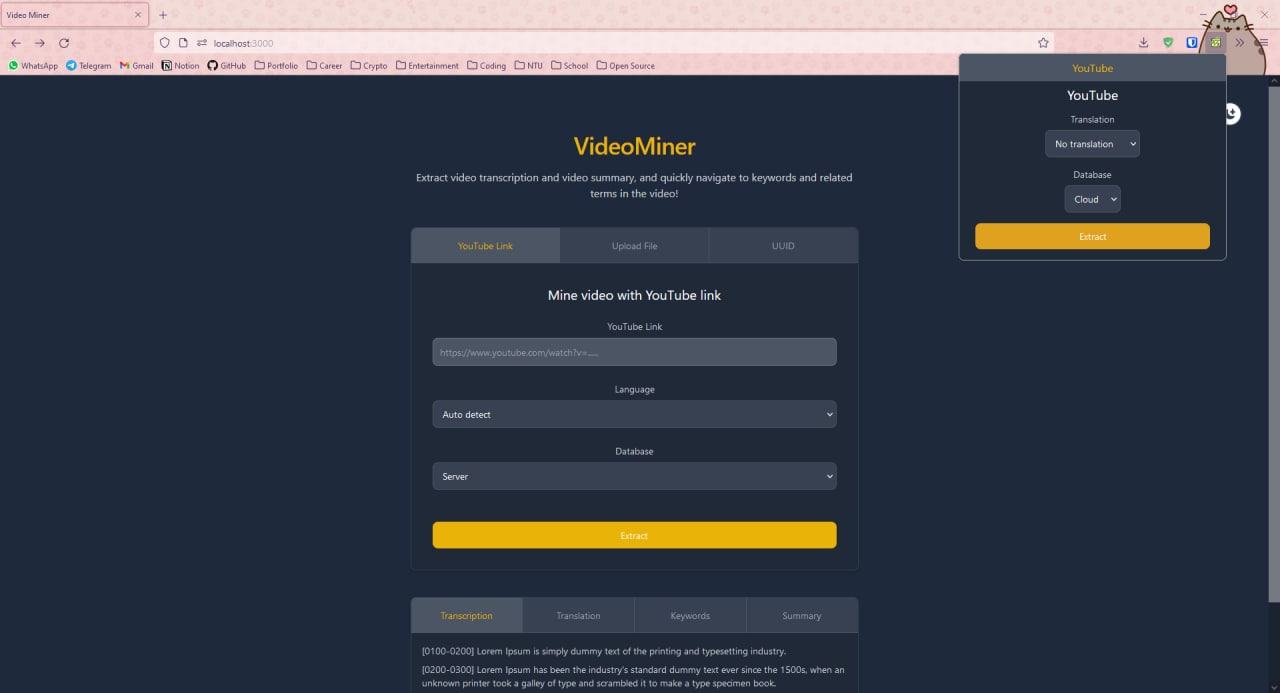 Video Miner
localhost:3000
WhatsApp Telegram Gmail Notion GitHub Portfolio Career Crypto Entertainment Coding NTU School Open Source
YouTube
YouTube
Translation
No translation
Database
Cloud
Extract
VideoMiner
Extract video transcription and video summary, and quickly navigate to keywords and related
terms in the video!
YouTube Link Upload File UUID
Mine video with YouTube link
YouTube Link
https://www.youtube.com/watch?v=......
Language
Auto detect
Database
Server
Extract
Transcription Translation Keywords Summary
[0100-0200] Lorem Ipsum is simply dummy text of the printing and typesetting industry.
[0200-0300] Lorem Ipsum has been the industry's standard dummy text ever since the 1500s, when an
unknown printer took a galley of type and scrambled it to make a type specimen book.